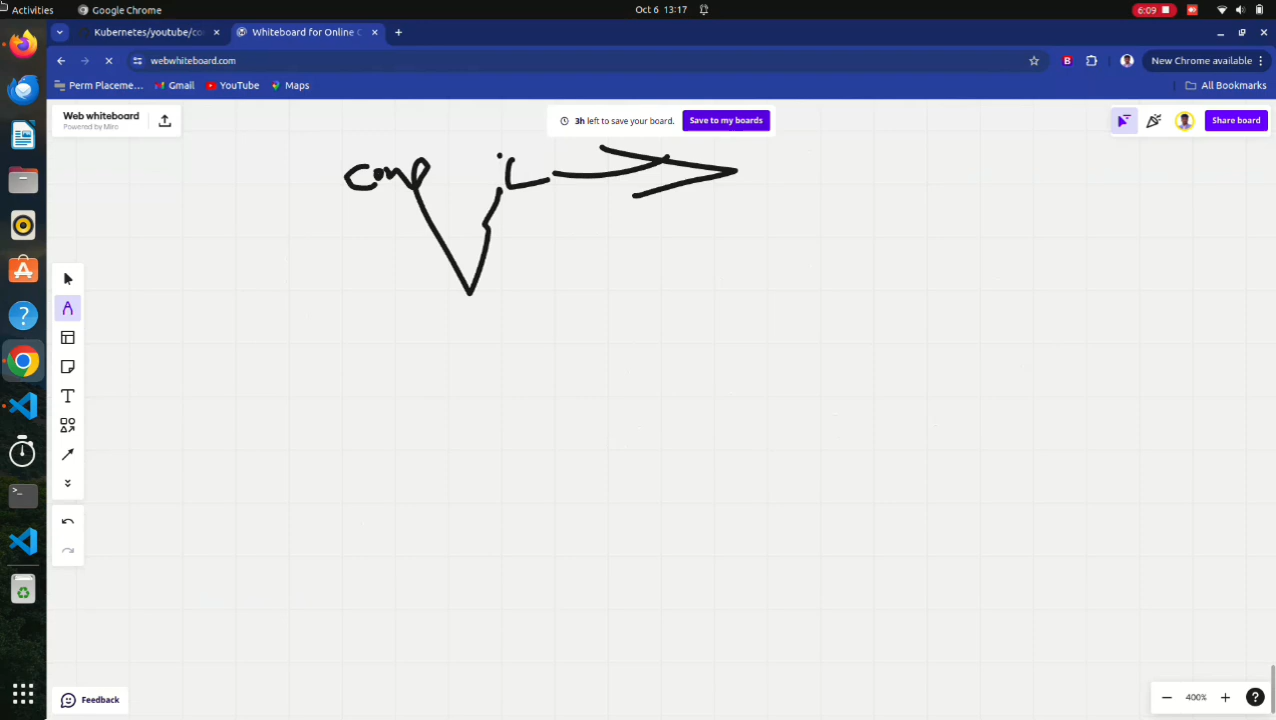 Activities Google Chrome Oct 6 13:17 6:09
Kubernetes/youtube/co Whiteboard for Online C
webwhiteboard.com New Chrome available
Perm Placeme... Gmail YouTube Maps All Bookmarks
Web whiteboard
Powered by Miro
3h left to save your board. Save to my boards Share board
Feedback
400%